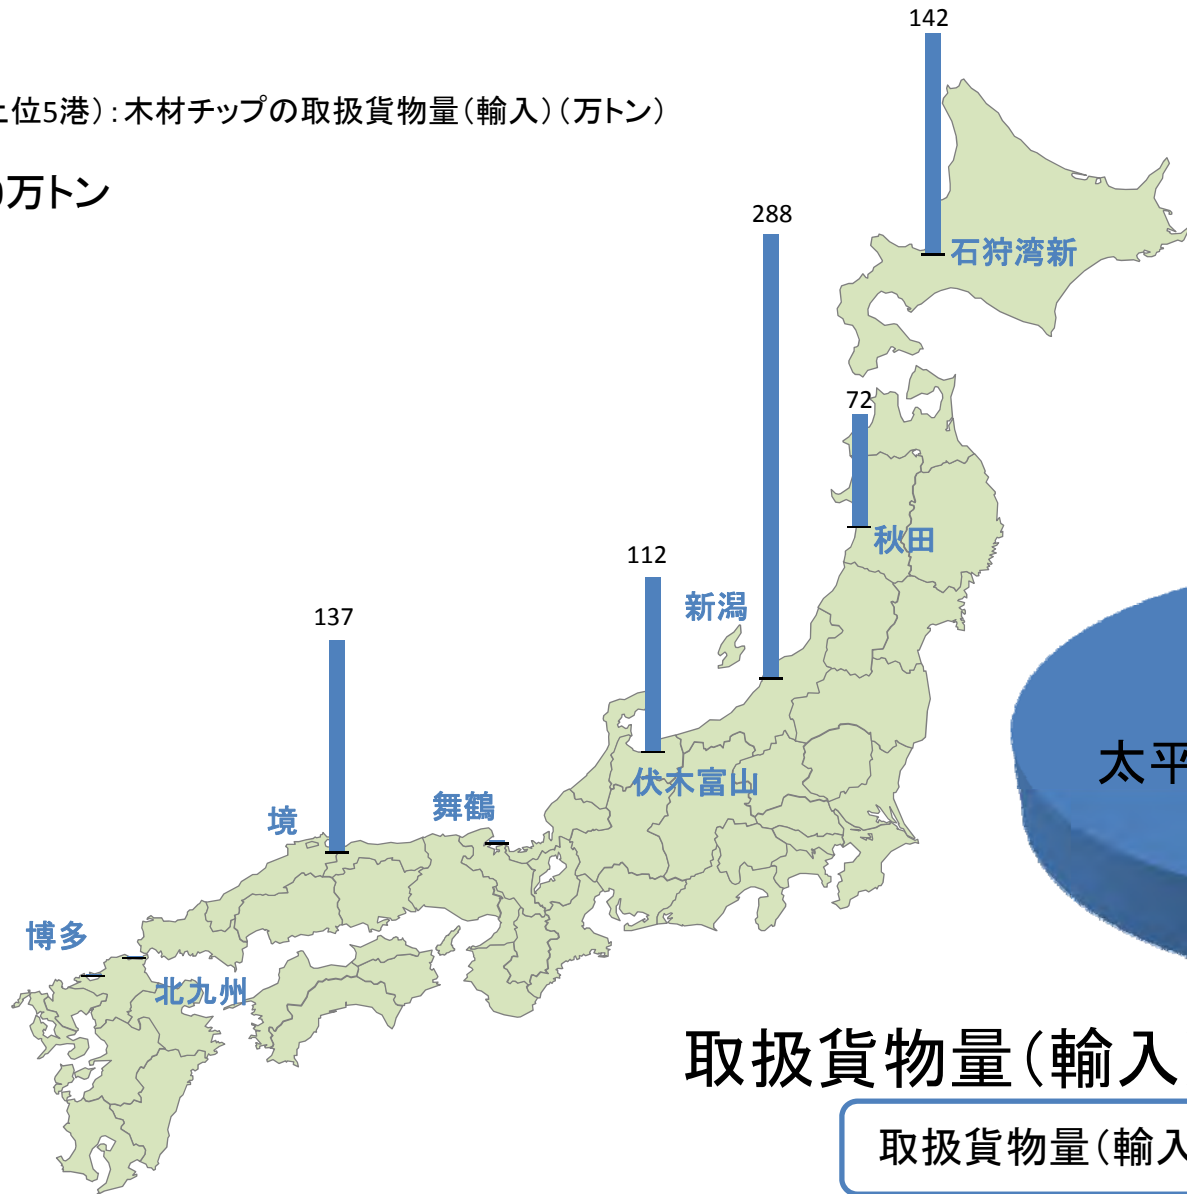 142
上位5港）：木材チップの取扱貨物量（輸入）（万トン）
万トン
288
石狩湾新
72
秋田
112
新潟
137
太平
伏木富山
舞鶴
境
博多
北九州
取扱貨物量（輸入
取扱貨物量（輸入